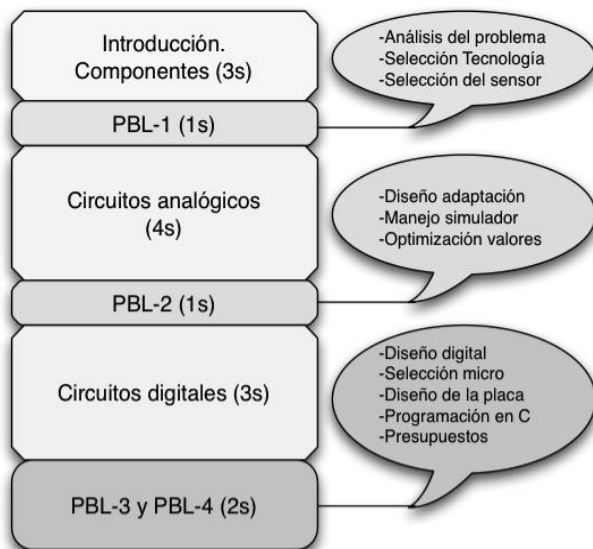 Introducción.
Componentes (3s)
-Análisis del problema
-Selección Tecnología
-Selección del sensor
PBL-1 (1s)
Circuitos analógicos
(4s)
-Diseño adaptación
-Manejo simulador
-Optimización valores
PBL-2 (1s)
Circuitos digitales (3s)
-Diseño digital
-Selección micro
-Diseño de la placa
-Programación en C
-Presupuestos
PBL-3 y PBL-4 (2s)